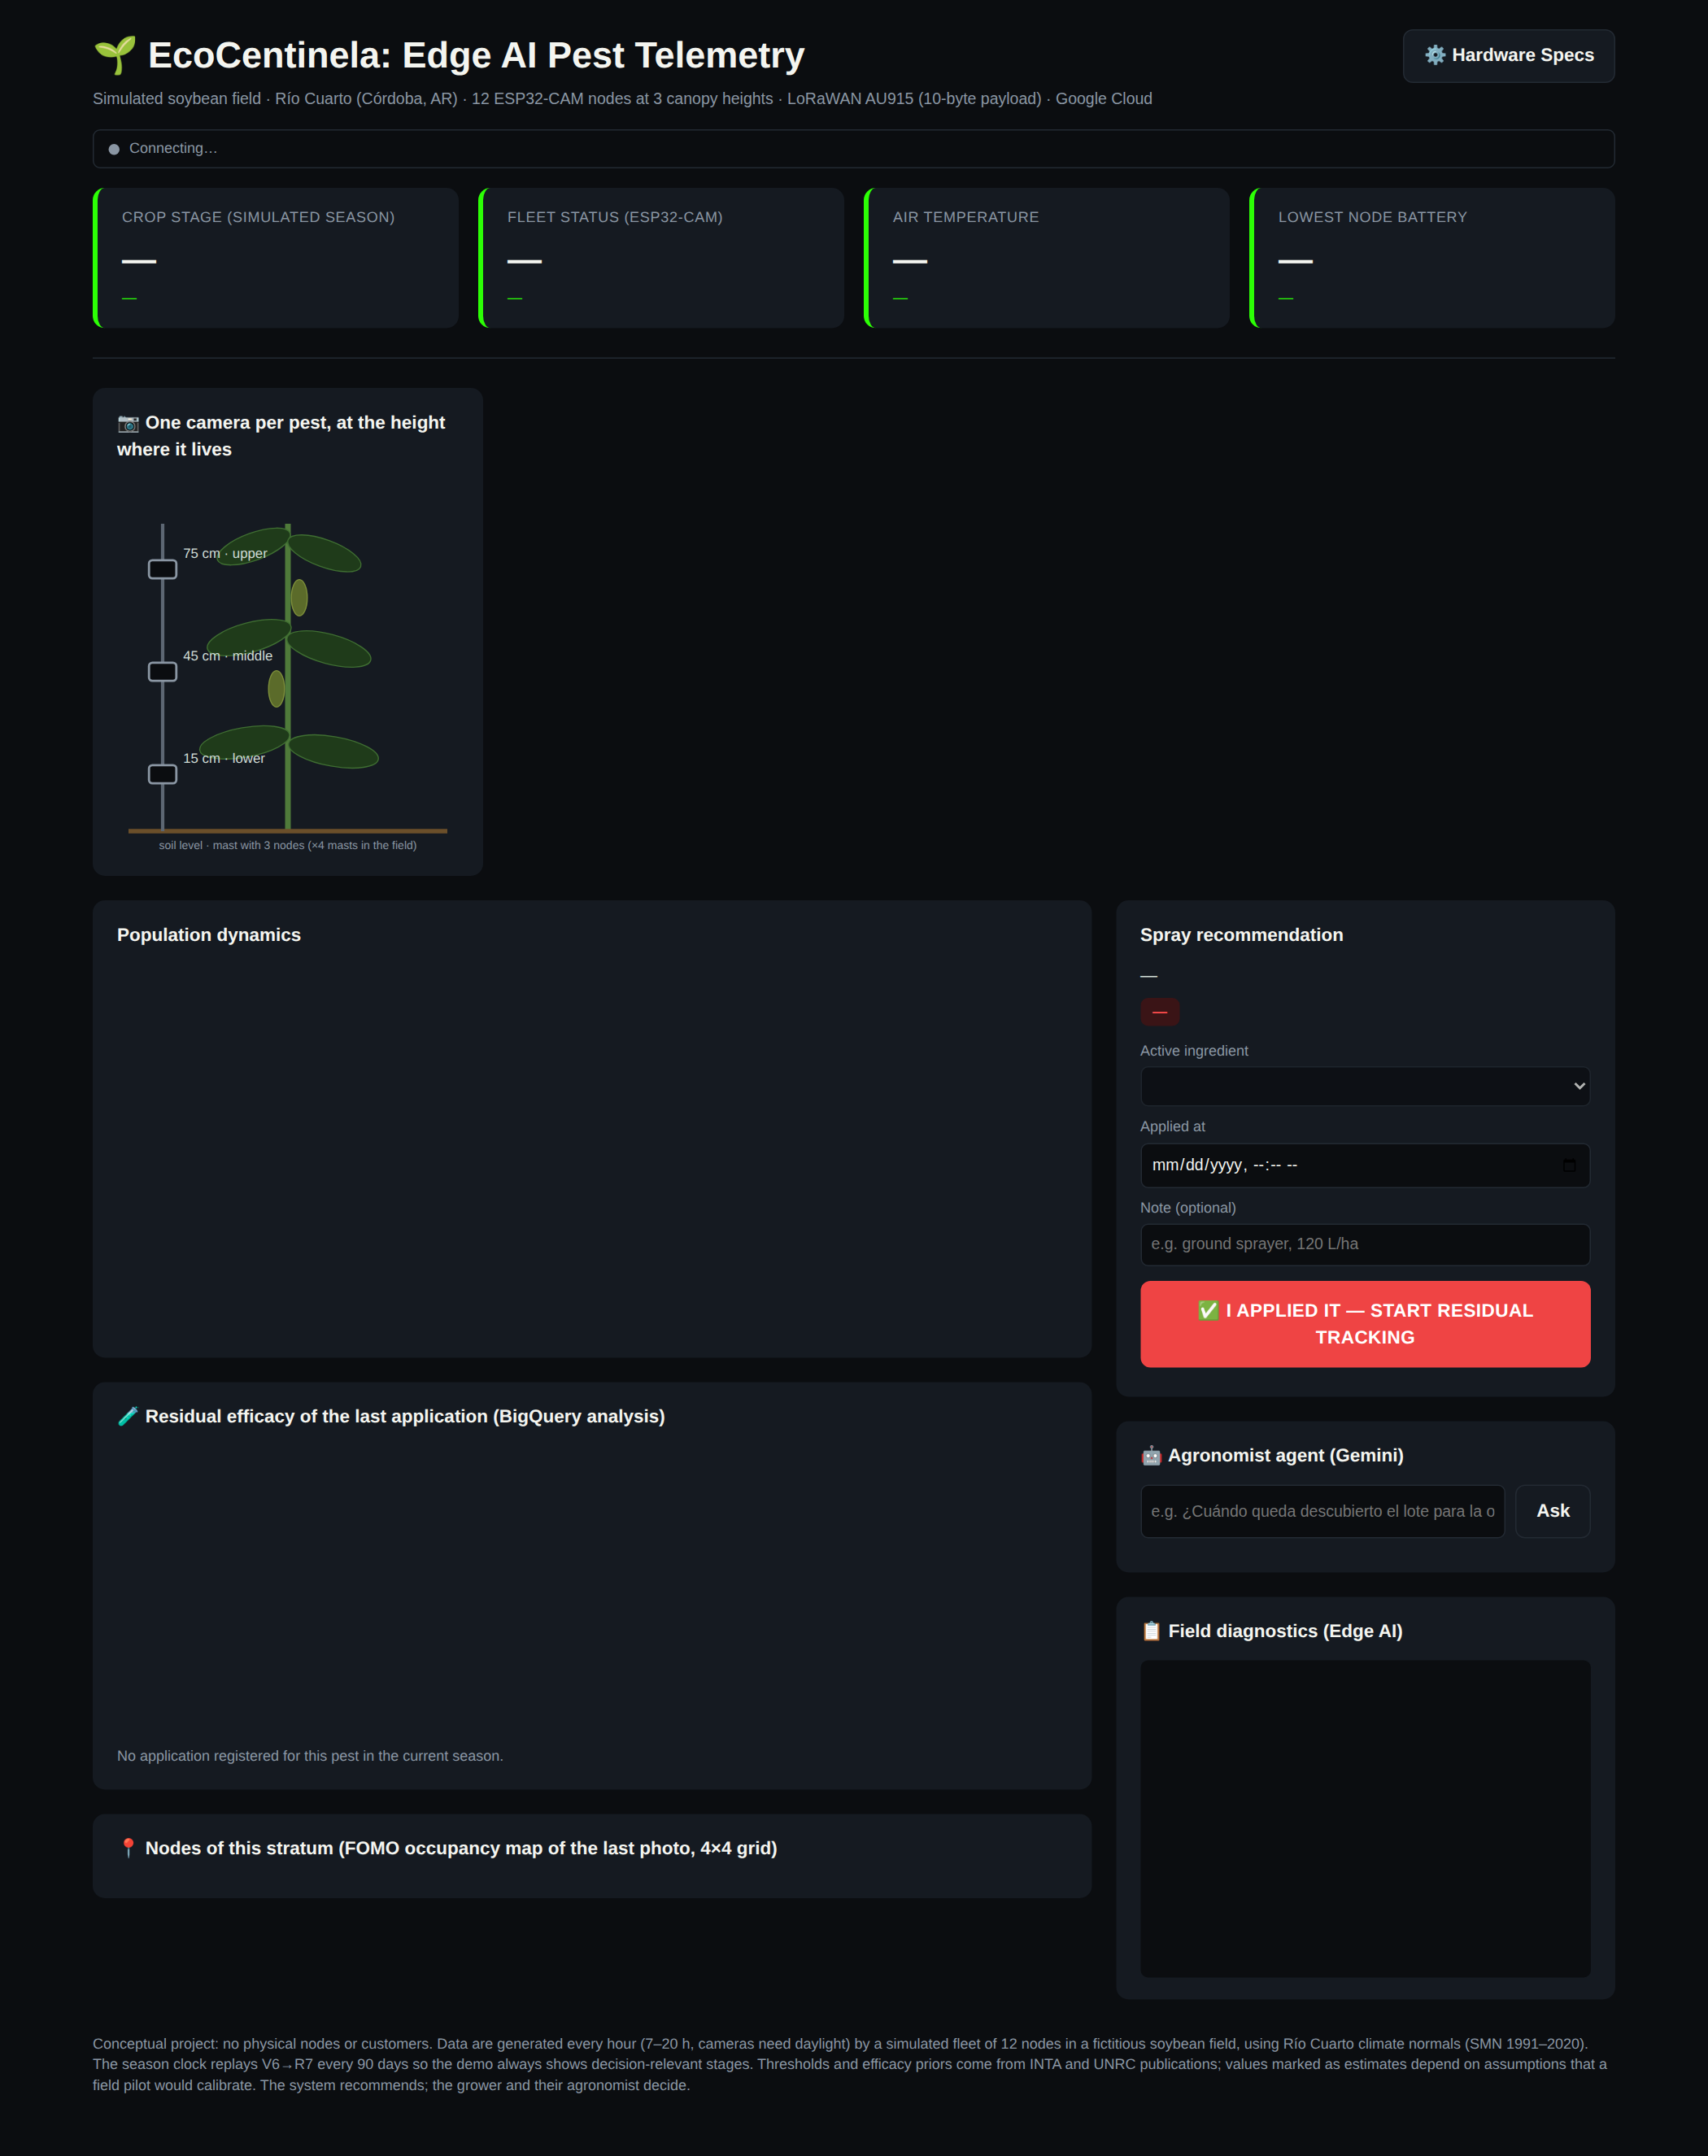 🌱 EcoCentinela: Edge AI Pest Telemetry
⚙️ Hardware Specs
Simulated soybean field · Río Cuarto (Córdoba, AR) · 12 ESP32-CAM nodes at 3 canopy heights · LoRaWAN AU915 (10-byte payload) · Google Cloud
Connecting…
CROP STAGE (SIMULATED SEASON)
—
—
FLEET STATUS (ESP32-CAM)
—
—
AIR TEMPERATURE
—
—
LOWEST NODE BATTERY
—
—
📷 One camera per pest, at the height
where it lives
75 cm · upper
45 cm · middle
15 cm · lower
soil level · mast with 3 nodes (×4 masts in the field)
Population dynamics
🧪 Residual efficacy of the last application (BigQuery analysis)
No application registered for this pest in the current season.
📍 Nodes of this stratum (FOMO occupancy map of the last photo, 4×4 grid)
Spray recommendation
—
—
Active ingredient
Applied at
mm/dd/yyyy, --:-- --
Note (optional)
e.g. ground sprayer, 120 L/ha
✅ I APPLIED IT — START RESIDUAL
TRACKING
🤖 Agronomist agent (Gemini)
e.g. ¿Cuándo queda descubierto el lote para la o
Ask
📋 Field diagnostics (Edge AI)
Conceptual project: no physical nodes or customers. Data are generated every hour (7–20 h, cameras need daylight) by a simulated fleet of 12 nodes in a fictitious soybean field, using Río Cuarto climate normals (SMN 1991–2020).
The season clock replays V6→R7 every 90 days so the demo always shows decision-relevant stages. Thresholds and efficacy priors come from INTA and UNRC publications; values marked as estimates depend on assumptions that a
field pilot would calibrate. The system recommends; the grower and their agronomist decide.